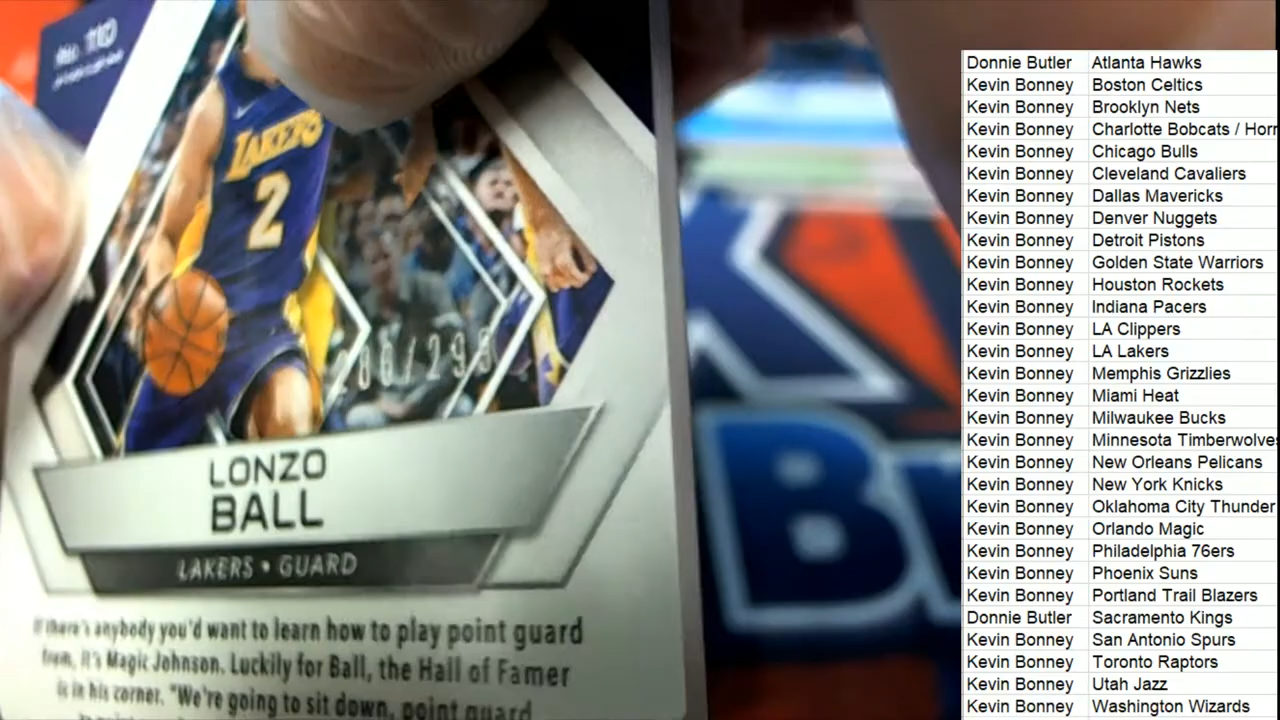 No. 110
LAKERS
2
LONZO
BALL
LAKERS • GUARD
If there's anybody you'd want to learn how to play point guard
from, it's Magic Johnson. Luckily for Ball, the Hall of Famer
is in his corner. "We're going to sit down, point guard
Donnie Butler Atlanta Hawks
Kevin Bonney Boston Celtics
Kevin Bonney Brooklyn Nets
Kevin Bonney Charlotte Bobcats / Horn
Kevin Bonney Chicago Bulls
Kevin Bonney Cleveland Cavaliers
Kevin Bonney Dallas Mavericks
Kevin Bonney Denver Nuggets
Kevin Bonney Detroit Pistons
Kevin Bonney Golden State Warriors
Kevin Bonney Houston Rockets
Kevin Bonney Indiana Pacers
Kevin Bonney LA Clippers
Kevin Bonney LA Lakers
Kevin Bonney Memphis Grizzlies
Kevin Bonney Miami Heat
Kevin Bonney Milwaukee Bucks
Kevin Bonney Minnesota Timberwolves
Kevin Bonney New Orleans Pelicans
Kevin Bonney New York Knicks
Kevin Bonney Oklahoma City Thunder
Kevin Bonney Orlando Magic
Kevin Bonney Philadelphia 76ers
Kevin Bonney Phoenix Suns
Kevin Bonney Portland Trail Blazers
Donnie Butler Sacramento Kings
Kevin Bonney San Antonio Spurs
Kevin Bonney Toronto Raptors
Kevin Bonney Utah Jazz
Kevin Bonney Washington Wizards